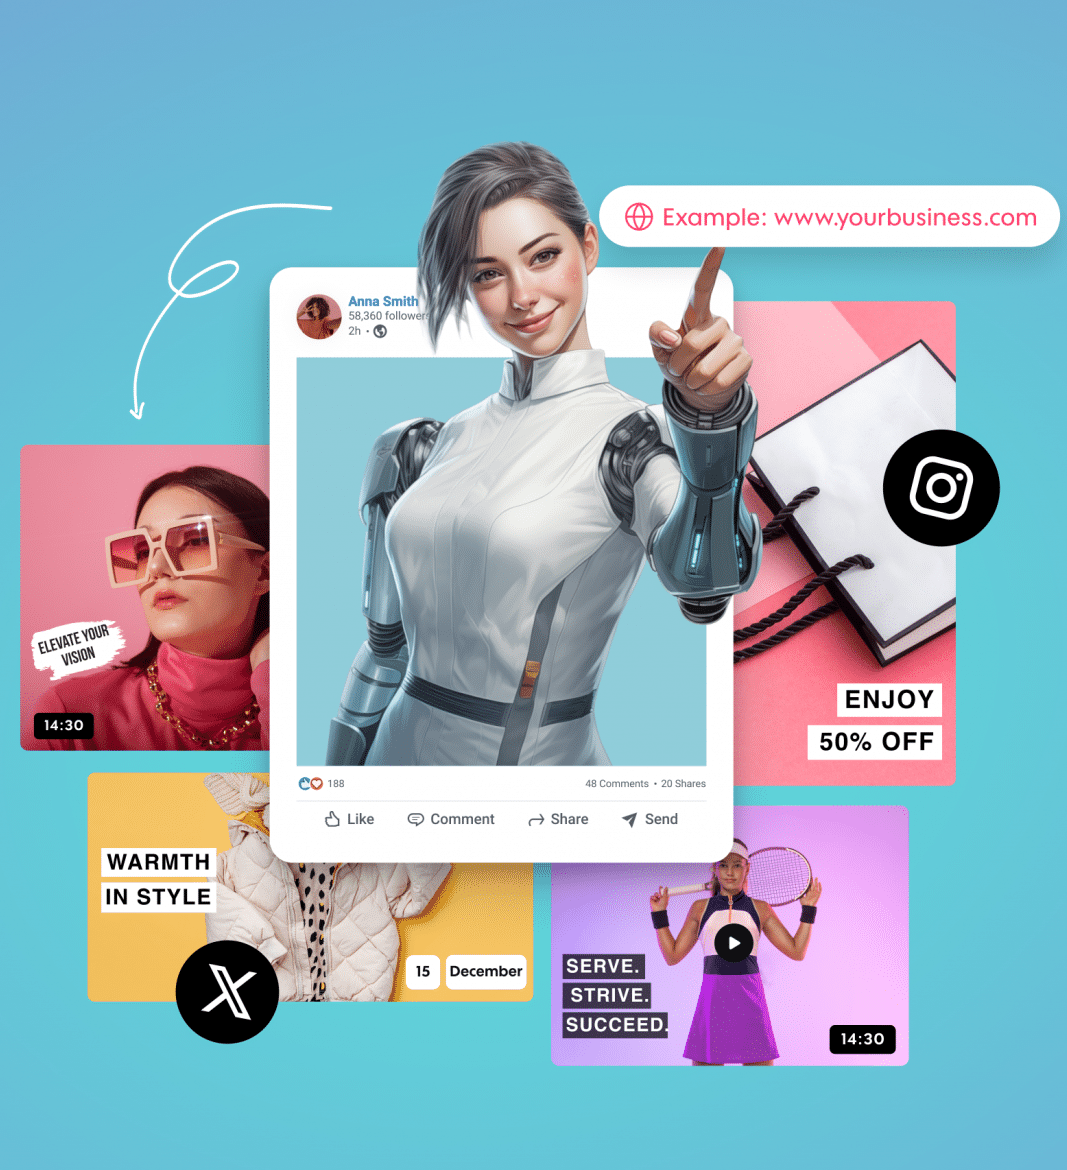 Example: www.yourbusiness.com
Anna Smith
58,360 followers
2h •
ELEVATE YOUR
VISION
14:30
ENJOY
50% OFF
188
48 Comments • 20 Shares
Like Comment Share Send
WARMTH
IN STYLE
15 December
SERVE.
STRIVE.
SUCCEED.
14:30